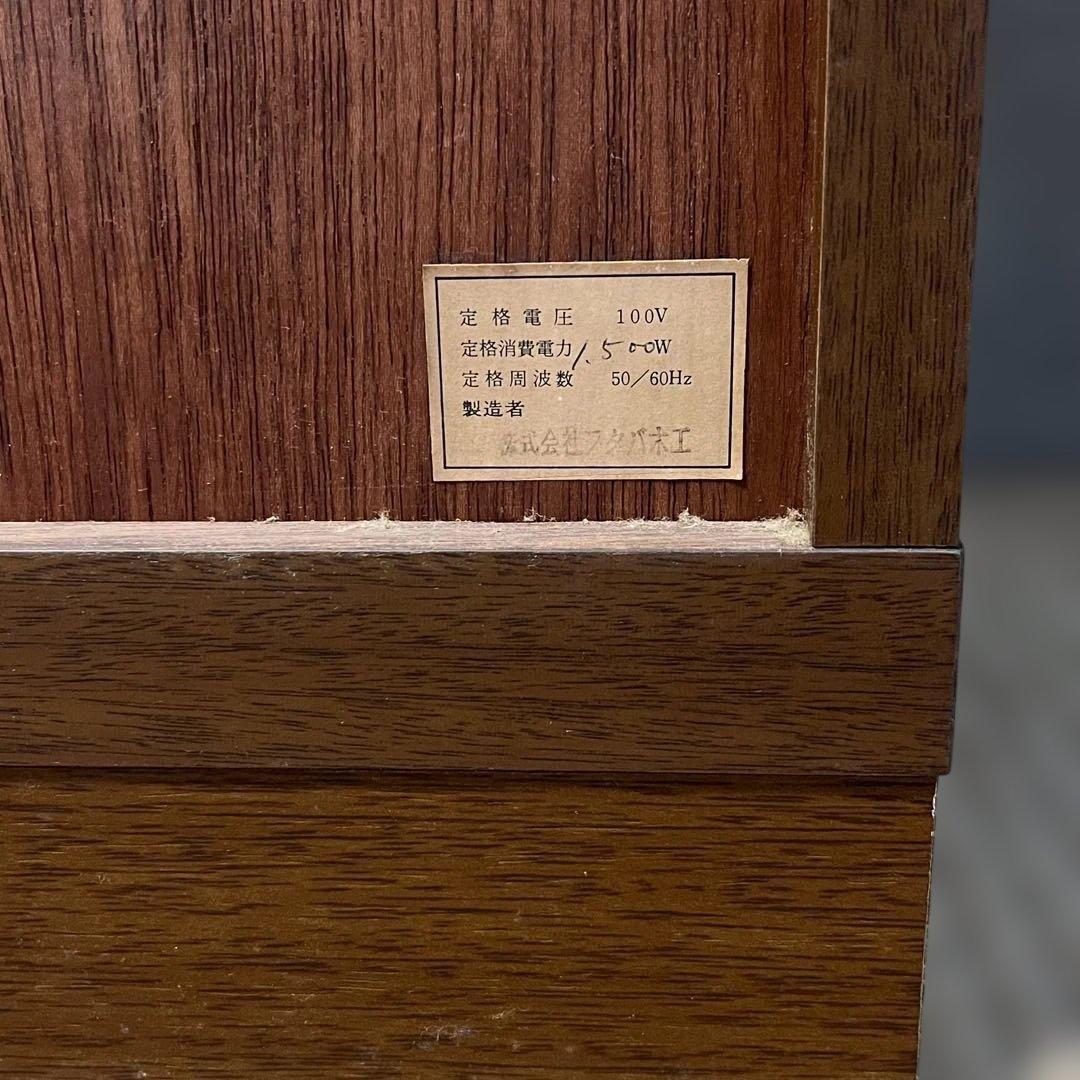 定格電圧 100V
定格消費電力 1.500W
定格周波数 50/60Hz
製造者
株式会社フタバ木工